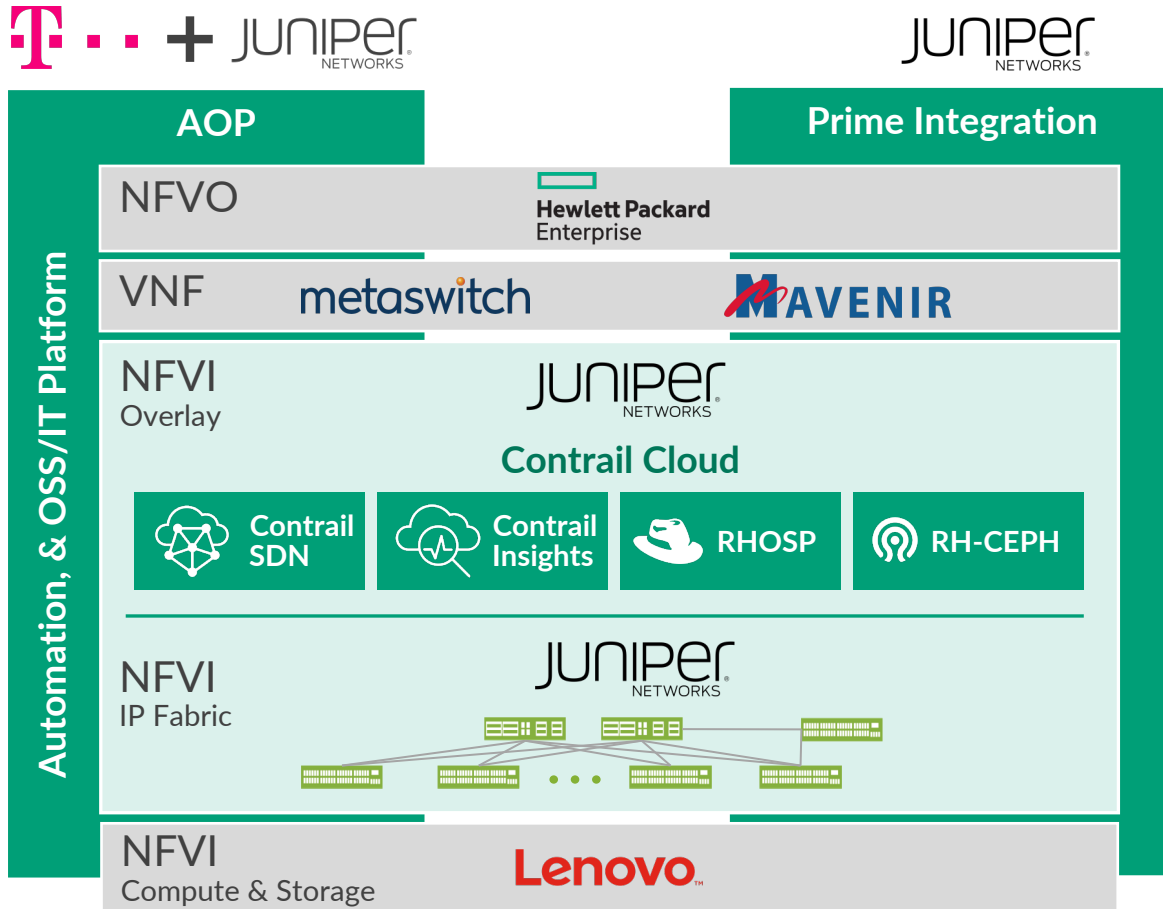 T
+
JUNIPER
NETWORKS
JUNIPER
NETWORKS
AOP
Prime Integration
Automation, & OSS/IT Platform
NFVO
Hewlett Packard
Enterprise
VNF
metaswitch
MAVENIR
NFVI
Overlay
JUNIPER
NETWORKS
Contrail Cloud
Contrail
SDN
Contrail
Insights
RHOSP
RH-CEPH
NFVI
IP Fabric
JUNIPER
NETWORKS
NFVI
Compute & Storage
Lenovo